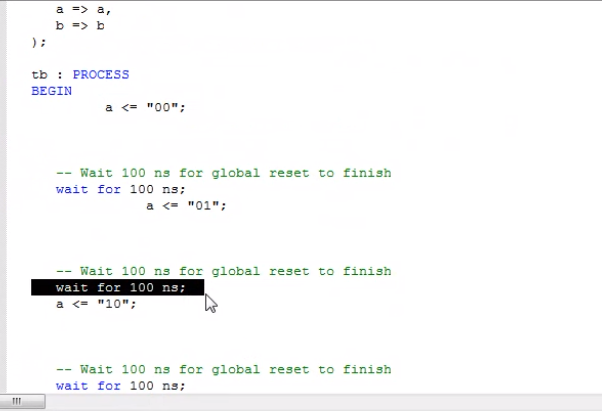 a => a,
b => b
);
tb : PROCESS
BEGIN
a <= "00";
-- Wait 100 ns for global reset to finish
wait for 100 ns;
a <= "01";
-- Wait 100 ns for global reset to finish
wait for 100 ns;
a <= "10";
-- Wait 100 ns for global reset to finish
wait for 100 ns;